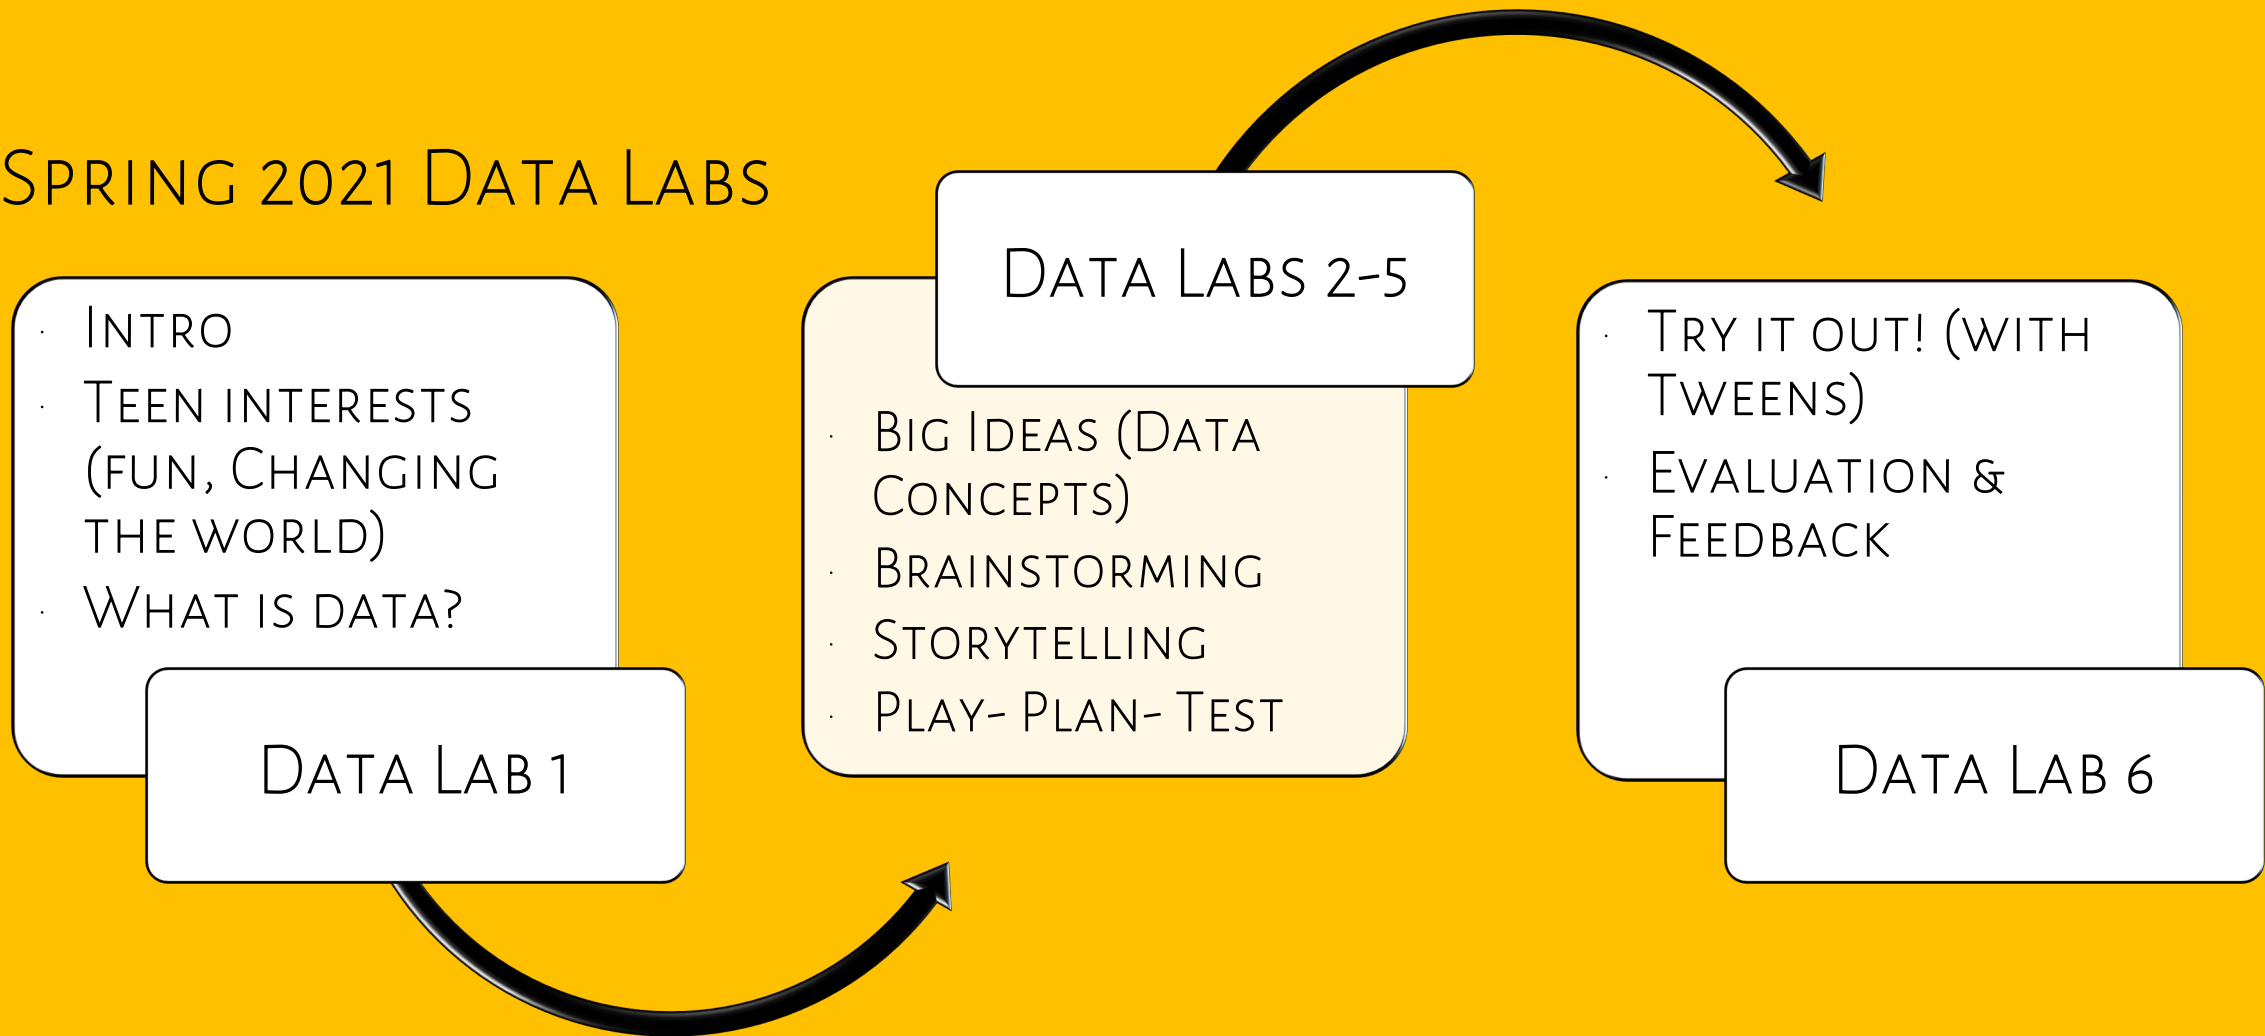 Spring 2021 Data Labs
· Intro
· Teen interests
(fun, Changing
the world)
· What is data?
Data Lab 1
Data Labs 2-5
· Big Ideas (Data
Concepts)
· Brainstorming
· Storytelling
· Play- Plan- Test
· Try it out! (with
Tweens)
· Evaluation &
Feedback
Data Lab 6